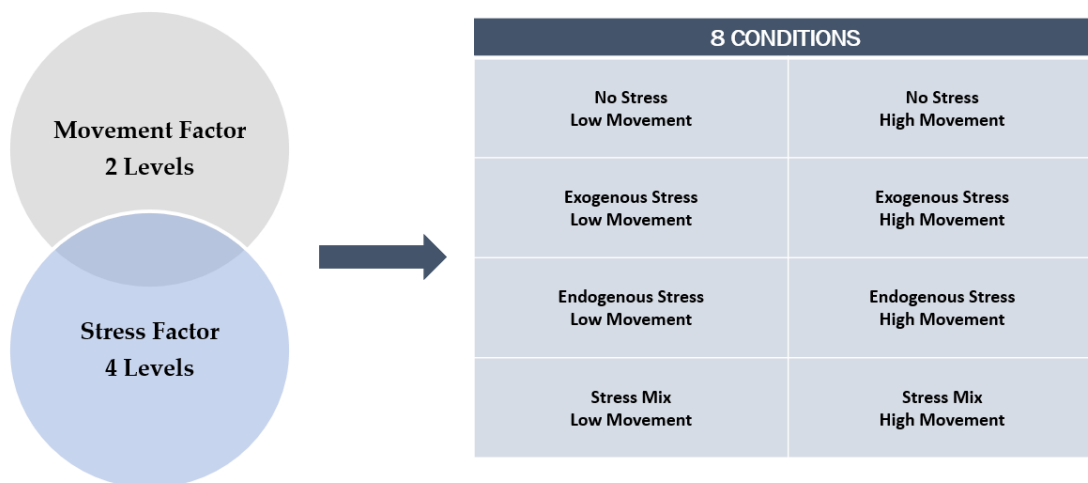 Movement Factor
2 Levels
Stress Factor
4 Levels
8 CONDITIONS
No Stress
Low Movement
No Stress
High Movement
Exogenous Stress
Low Movement
Exogenous Stress
High Movement
Endogenous Stress
Low Movement
Endogenous Stress
High Movement
Stress Mix
Low Movement
Stress Mix
High Movement